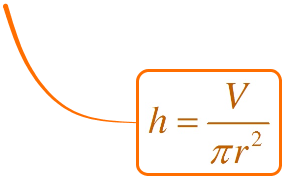 h = V / πr²